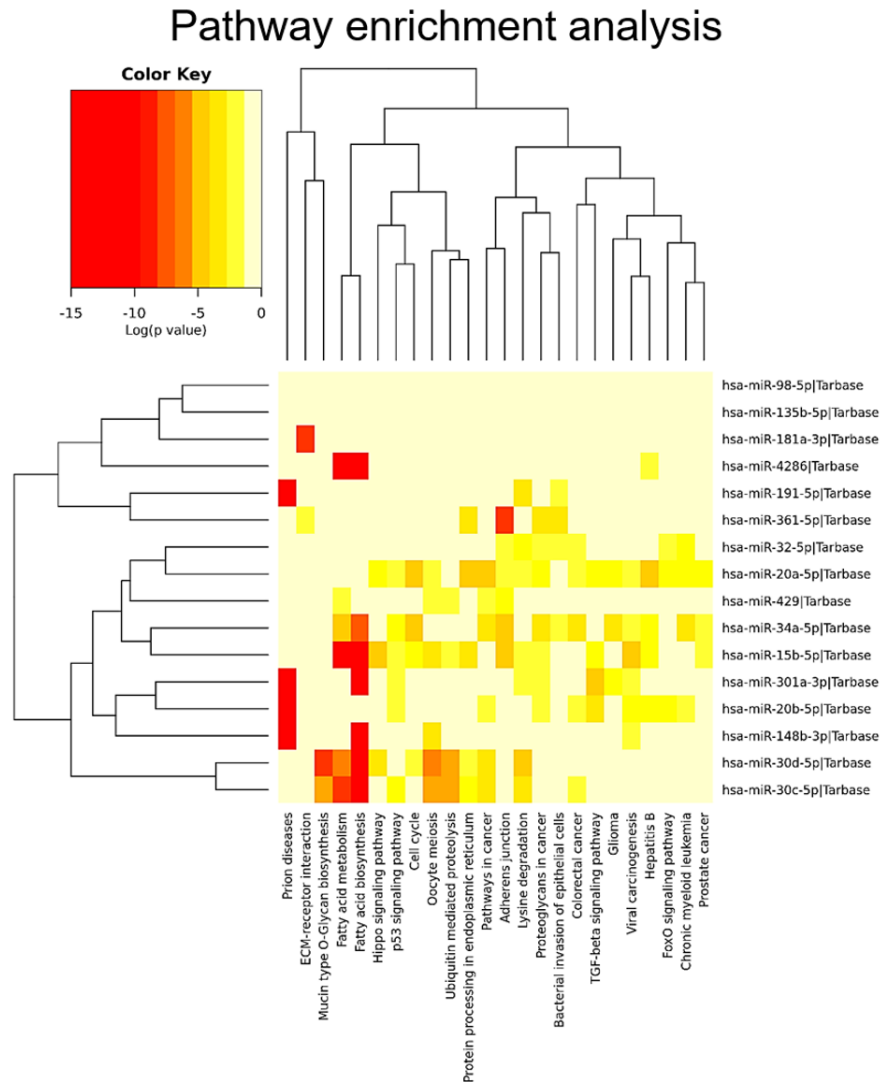 Pathway enrichment analysis
Color Key
-15 -10 -5 0
Log(p value)
hsa-miR-98-5p|Tarbase
hsa-miR-135b-5p|Tarbase
hsa-miR-181a-3p|Tarbase
hsa-miR-4286|Tarbase
hsa-miR-191-5p|Tarbase
hsa-miR-361-5p|Tarbase
hsa-miR-32-5p|Tarbase
hsa-miR-20a-5p|Tarbase
hsa-miR-429|Tarbase
hsa-miR-34a-5p|Tarbase
hsa-miR-15b-5p|Tarbase
hsa-miR-301a-3p|Tarbase
hsa-miR-20b-5p|Tarbase
hsa-miR-148b-3p|Tarbase
hsa-miR-30d-5p|Tarbase
hsa-miR-30c-5p|Tarbase
Prion diseases
ECM-receptor interaction
Mucin type O-Glycan biosynthesis
Fatty acid metabolism
Fatty acid biosynthesis
Hippo signaling pathway
p53 signaling pathway
Cell cycle
Oocyte meiosis
Ubiquitin mediated proteolysis
Protein processing in endoplasmic reticulum
Pathways in cancer
Adherens junction
Lysine degradation
Proteoglycans in cancer
Bacterial invasion of epithelial cells
Colorectal cancer
TGF-beta signaling pathway
Glioma
Viral carcinogenesis
Hepatitis B
FoxO signaling pathway
Chronic myeloid leukemia
Prostate cancer